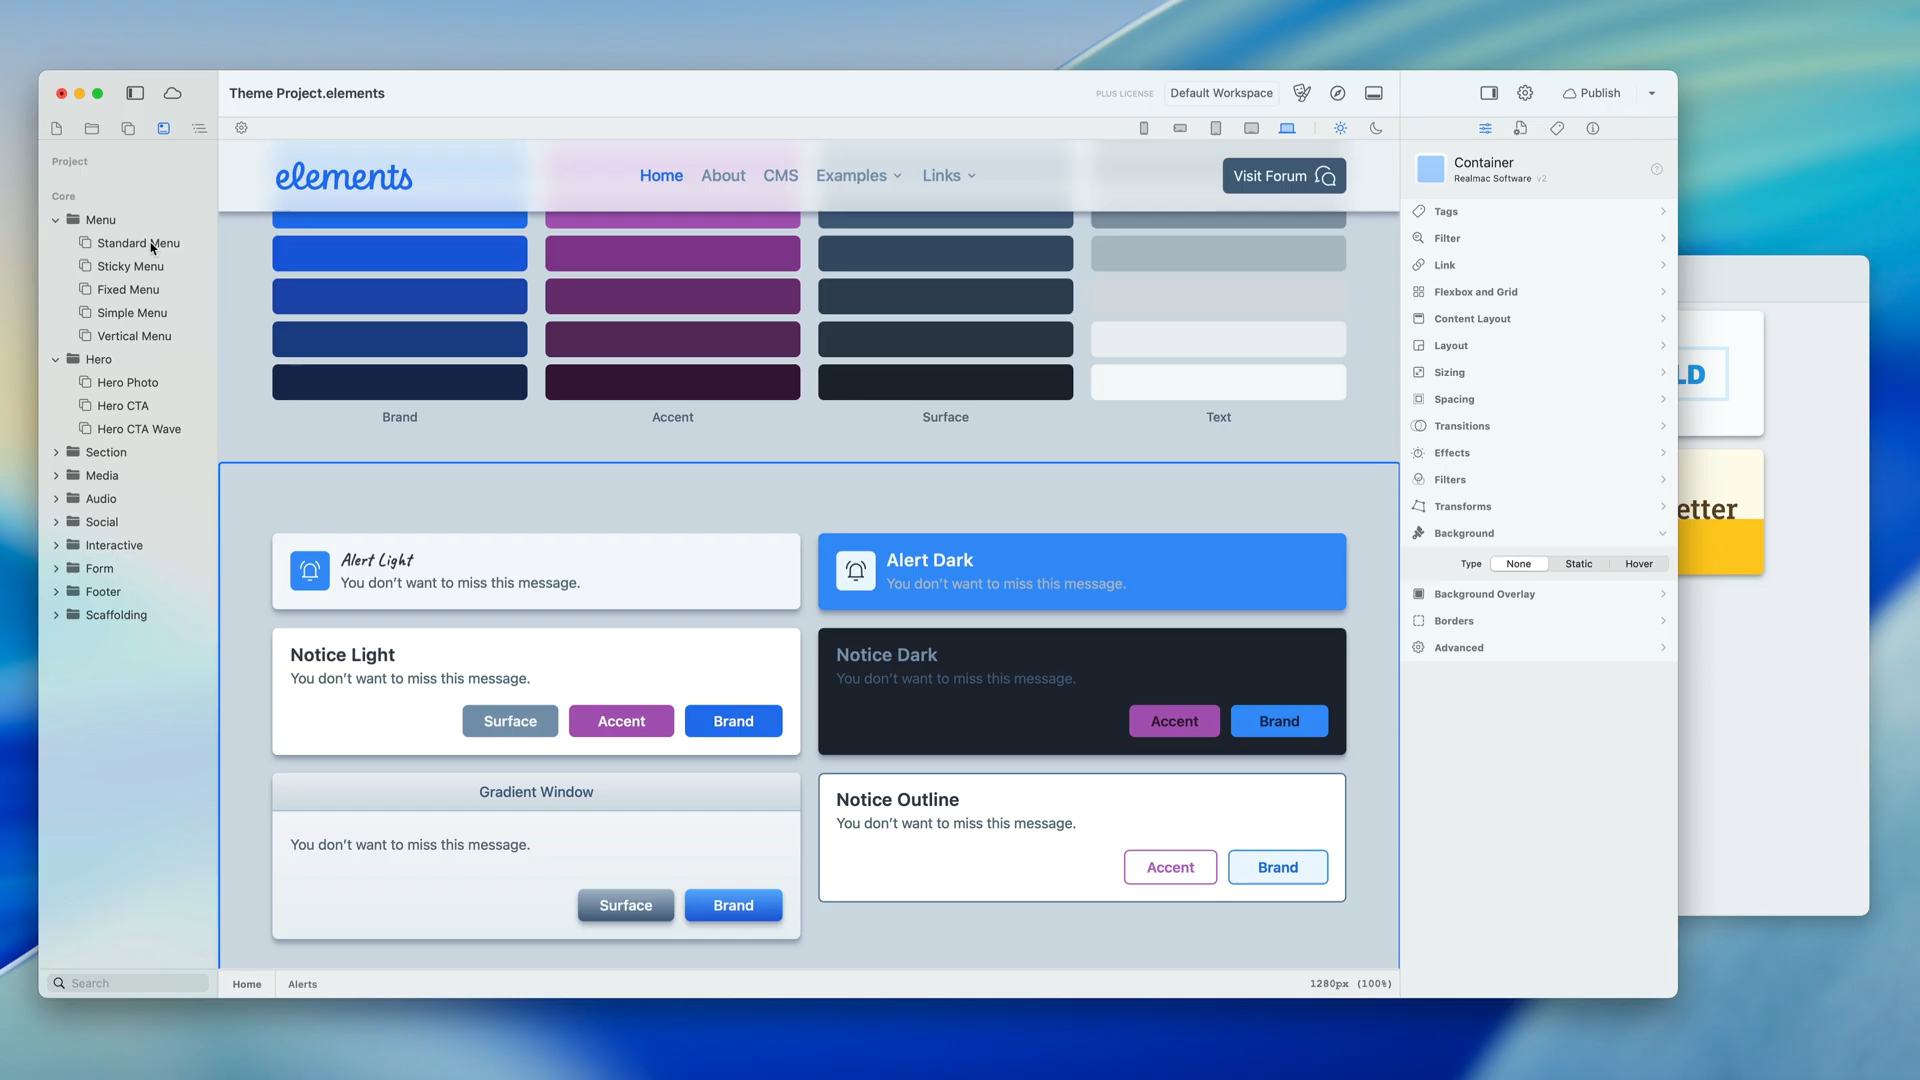 Theme Project.elements
PLUS LICENSE
Default Workspace
Publish
Project
Core
Menu
Standard Menu
Sticky Menu
Fixed Menu
Simple Menu
Vertical Menu
Hero
Hero Photo
Hero CTA
Hero CTA Wave
Section
Media
Audio
Social
Interactive
Form
Footer
Scaffolding
Search
elements
Home
About
CMS
Examples
Links
Visit Forum
Brand
Accent
Surface
Text
Alert Light
You don't want to miss this message.
Alert Dark
You don't want to miss this message.
Notice Light
You don't want to miss this message.
Surface
Accent
Brand
Notice Dark
You don't want to miss this message.
Accent
Brand
Gradient Window
You don't want to miss this message.
Surface
Brand
Notice Outline
You don't want to miss this message.
Accent
Brand
Home
Alerts
1280px (100%)
Container
Realmac Software v2
Tags
Filter
Link
Flexbox and Grid
Content Layout
Layout
Sizing
Spacing
Transitions
Effects
Filters
Transforms
Background
Type
None
Static
Hover
Background Overlay
Borders
Advanced
LD
etter